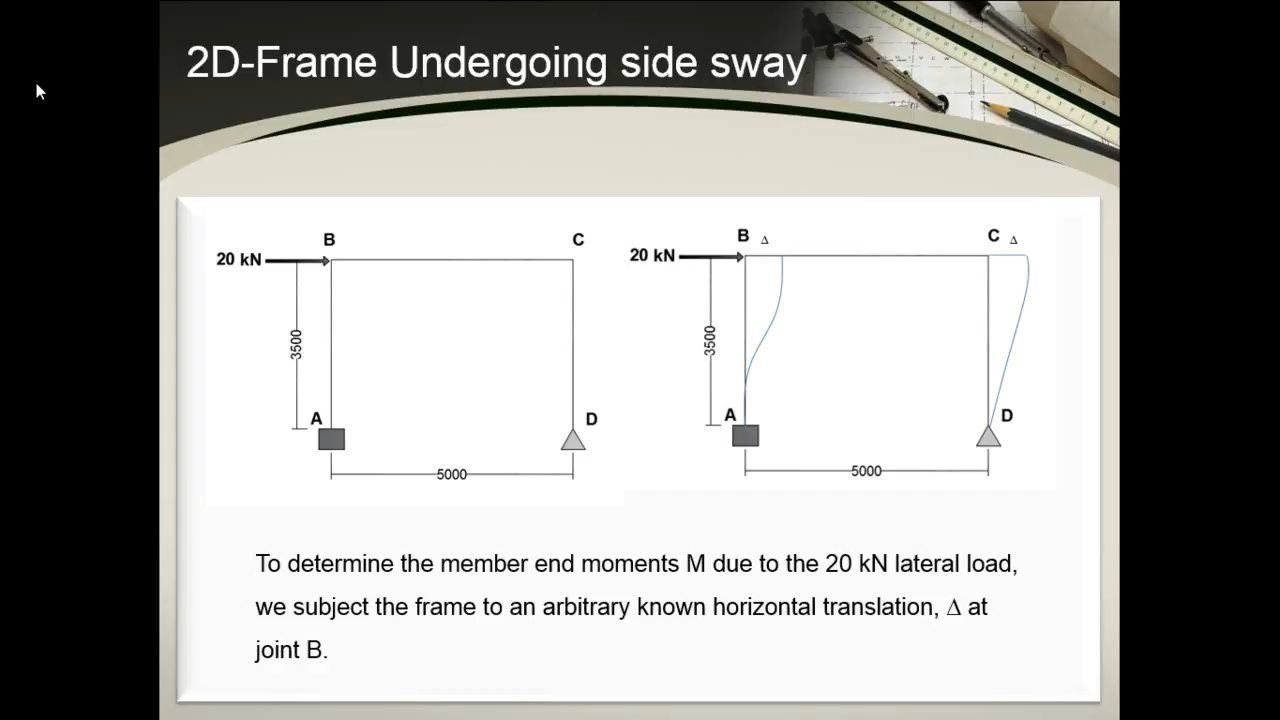 2D-Frame Undergoing side sway
B
C
20 kN
3500
A
D
5000
B Δ
C Δ
20 kN
3500
A
D
5000
To determine the member end moments M due to the 20 kN lateral load,
we subject the frame to an arbitrary known horizontal translation, Δ at
joint B.